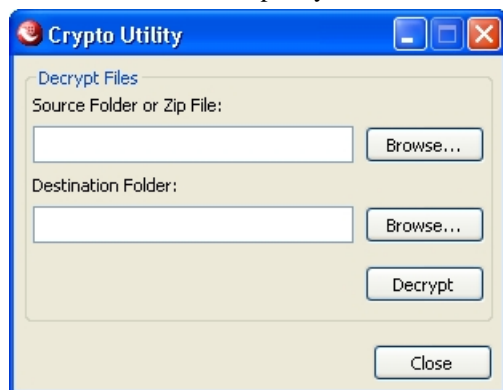 Crypto Utility
Decrypt Files
Source Folder or Zip File:
Browse...
Destination Folder:
Browse...
Decrypt
Close